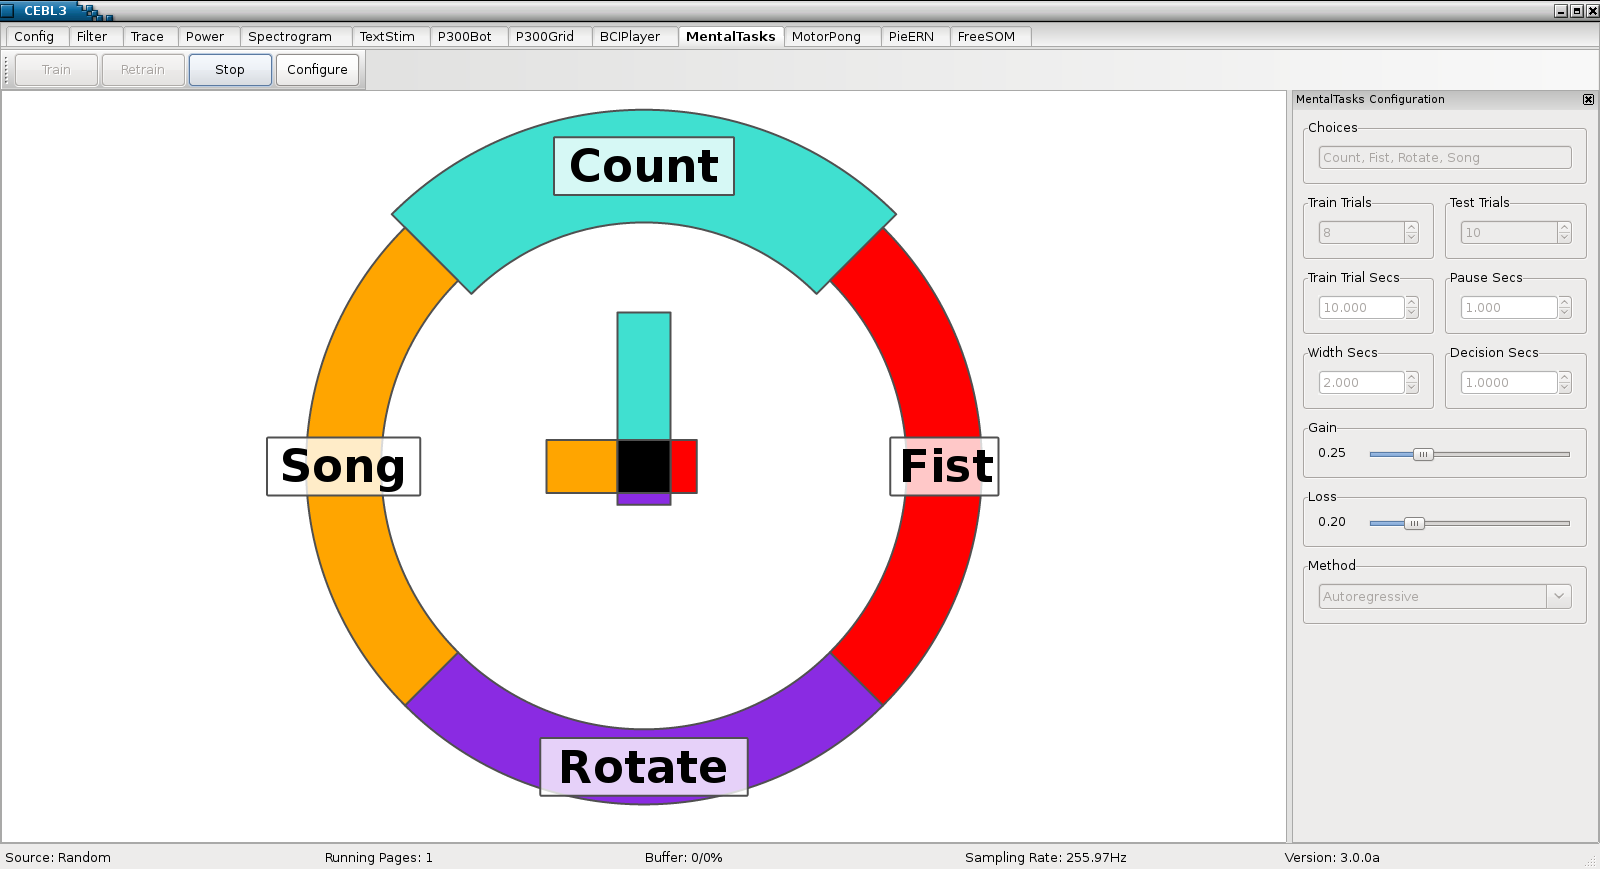 CEBL3
Config Filter Trace Power Spectrogram TextStim P300Bot P300Grid BCIPlayer MentalTasks MotorPong PieERN FreeSOM
Train Retrain Stop Configure
MentalTasks Configuration
Count
Song
Fist
Rotate
Choices
Count, Fist, Rotate, Song
Train Trials Test Trials
8 10
Train Trial Secs Pause Secs
10.000 1.000
Width Secs Decision Secs
2.000 1.0000
Gain
0.25
Loss
0.20
Method
Autoregressive
Source: Random Running Pages: 1 Buffer: 0/0% Sampling Rate: 255.97Hz Version: 3.0.0a